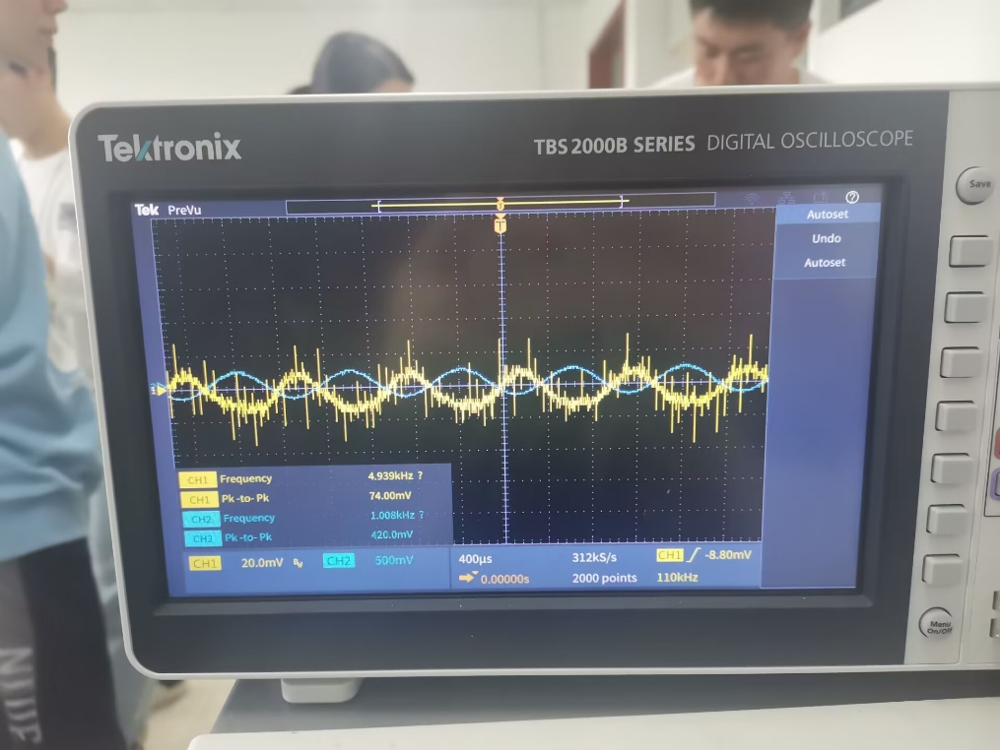 Tektronix
TBS 2000B SERIES DIGITAL OSCILLOSCOPE
Save
Tek PreVu
T
T
Autoset
Undo
Autoset
CH1 Frequency 4.939kHz ?
CH1 Pk-to-Pk 74.00mV
CH2 Frequency 1.008kHz ?
CH2 Pk-to-Pk 420.0mV
CH1 20.0mV CH2 500mV
400µs 312kS/s CH1 -8.80mV
0.00000s 2000 points 110kHz
Menu
On/Off